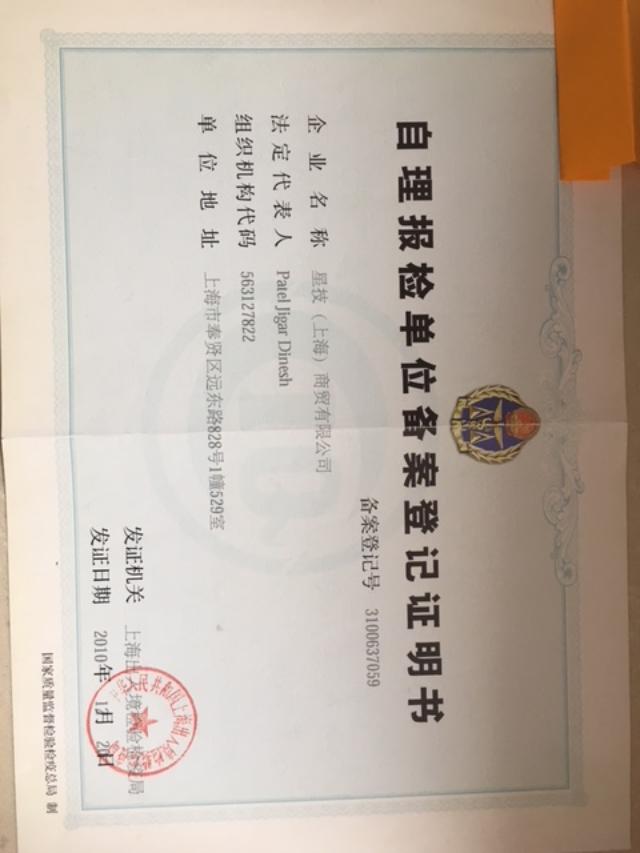 自理报检单位备案登记证明书
备案登记号 3100637059
企业名称 星技（上海）商贸有限公司
法定代表人 Patel Jigar Dinesh
组织机构代码 563127822
单位地址 上海市奉贤区远东路828号1幢529室
发证机关 上海出入境检验检疫局
发证日期 2010年 月 日
国家质量监督检验检疫总局 制